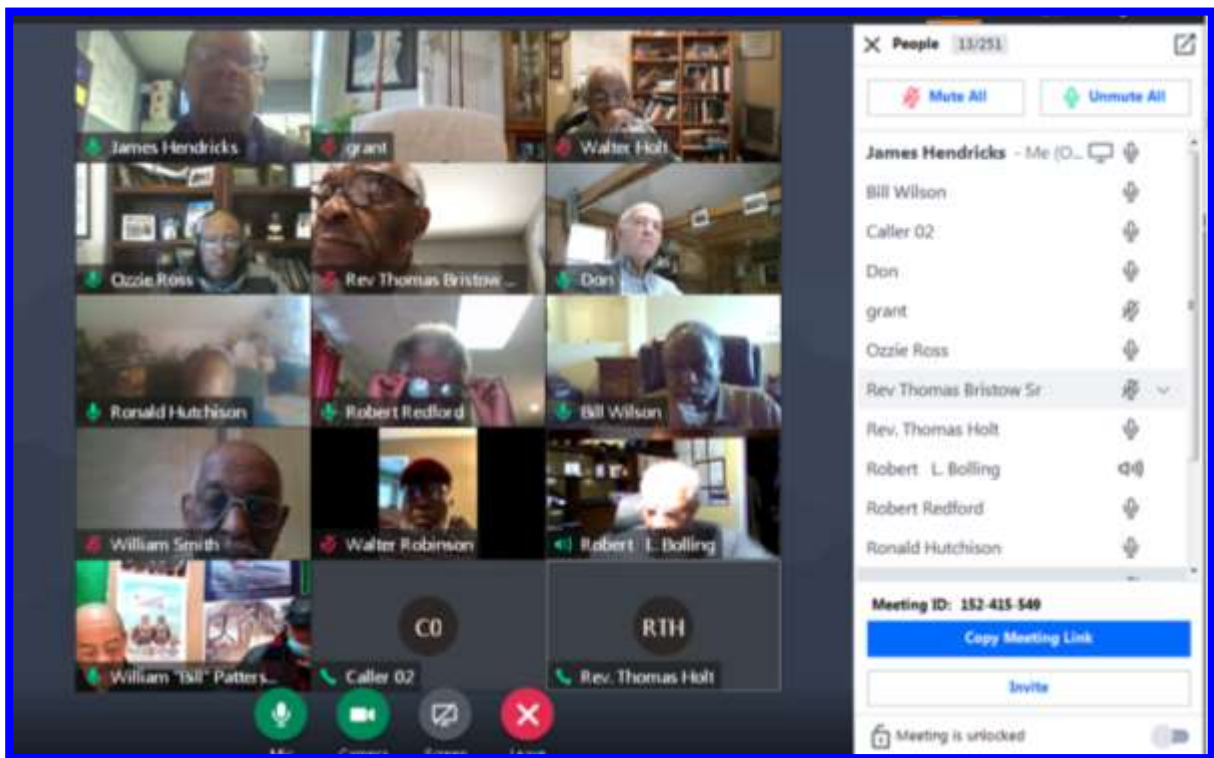 James Hendricks
grant
Walter Holt
Ozzie Ross
Rev Thomas Bristow ...
Don
Ronald Hutchison
Robert Redford
Bill Wilson
William Smith
Walter Robinson
Robert L. Bolling
William "Bill" Patters...
C0
Caller 02
RTH
Rev. Thomas Holt
Mic
Camera
Screen
Leave
People 13/251
Mute All
Unmute All
James Hendricks - Me (O...
Bill Wilson
Caller 02
Don
grant
Ozzie Ross
Rev Thomas Bristow Sr
Rev. Thomas Holt
Robert L. Bolling
Robert Redford
Ronald Hutchison
Meeting ID: 152-415-549
Copy Meeting Link
Invite
Meeting is unlocked